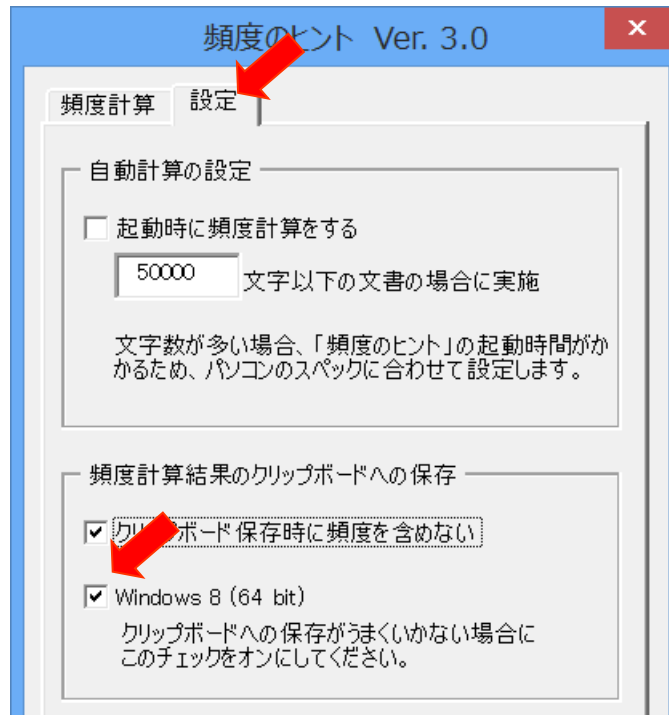 頻度のヒント Ver. 3.0
頻度計算 設定
自動計算の設定
起動時に頻度計算をする
50000 文字以下の文書の場合に実施
文字数が多い場合、「頻度のヒント」の起動時間がか
かるため、パソコンのスペックに合わせて設定します。
頻度計算結果のクリップボードへの保存
クリップボード保存時に頻度を含めない
Windows 8 (64 bit)
クリップボードへの保存がうまくいかない場合に
このチェックをオンにしてください。